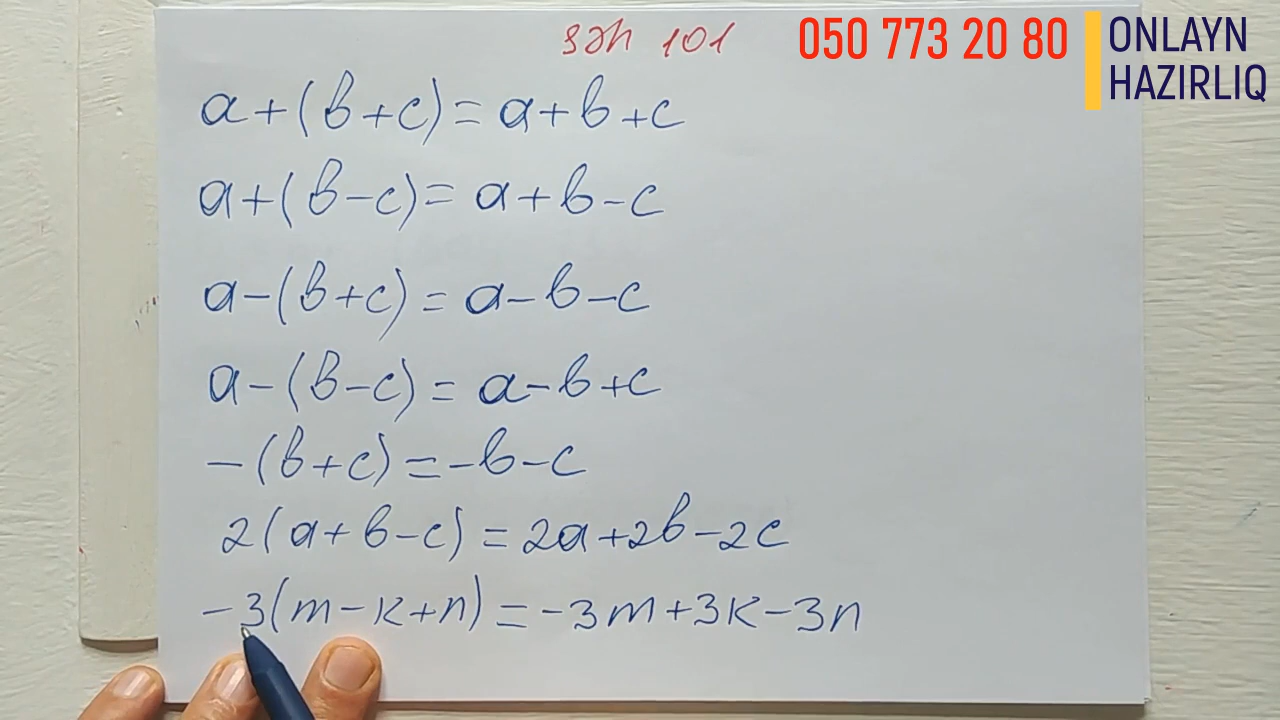 səh 101
050 773 20 80
ONLAYN
HAZIRLIQ
a+(b+c)=a+b+c
a+(b-c)=a+b-c
a-(b+c)=a-b-c
a-(b-c)=a-b+c
-(b+c)=-b-c
2(a+b-c)=2a+2b-2c
-3(m-k+n)=-3m+3k-3n